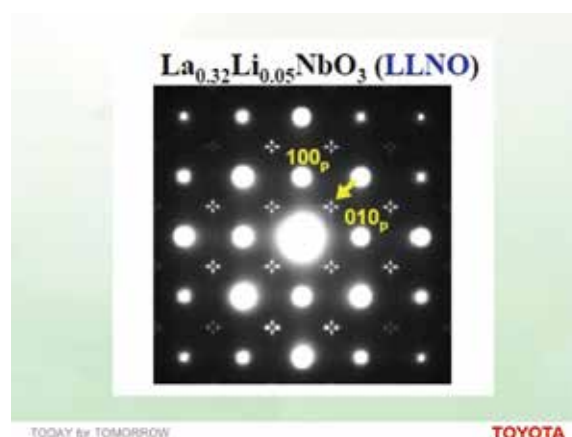 La0.32Li0.05NbO3 (LLNO)
100p
010p
TODAY for TOMORROW
TOYOTA